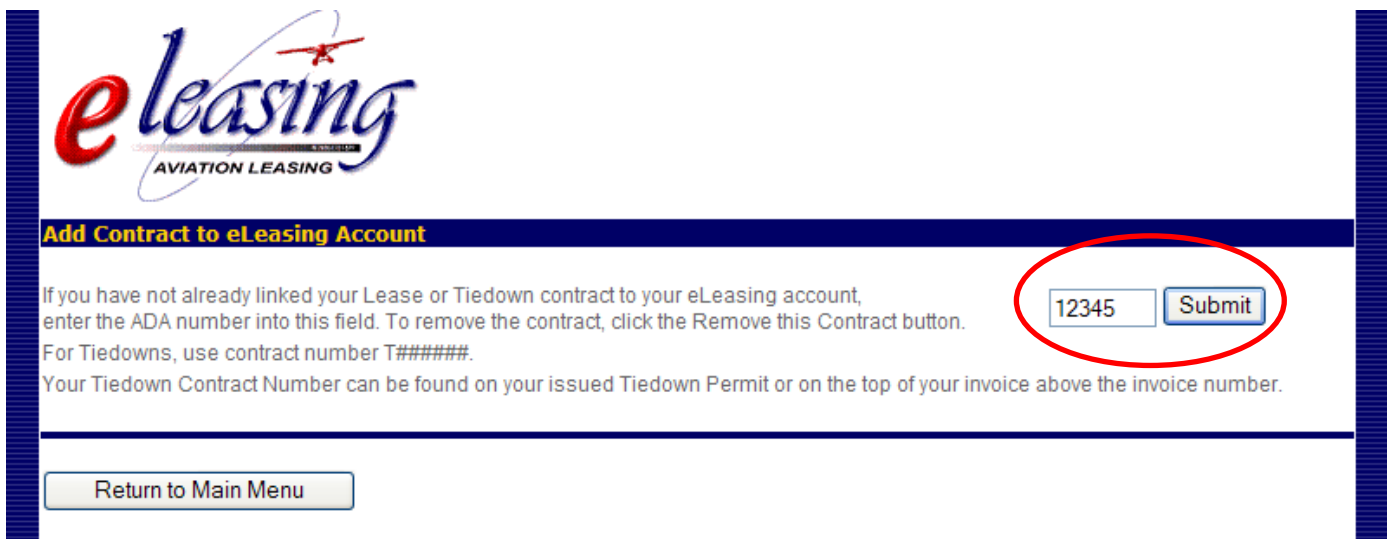 eleasing
AVIATION LEASING
Add Contract to eLeasing Account
If you have not already linked your Lease or Tiedown contract to your eLeasing account,
enter the ADA number into this field. To remove the contract, click the Remove this Contract button.
12345 Submit
For Tiedowns, use contract number T######.
Your Tiedown Contract Number can be found on your issued Tiedown Permit or on the top of your invoice above the invoice number.
Return to Main Menu